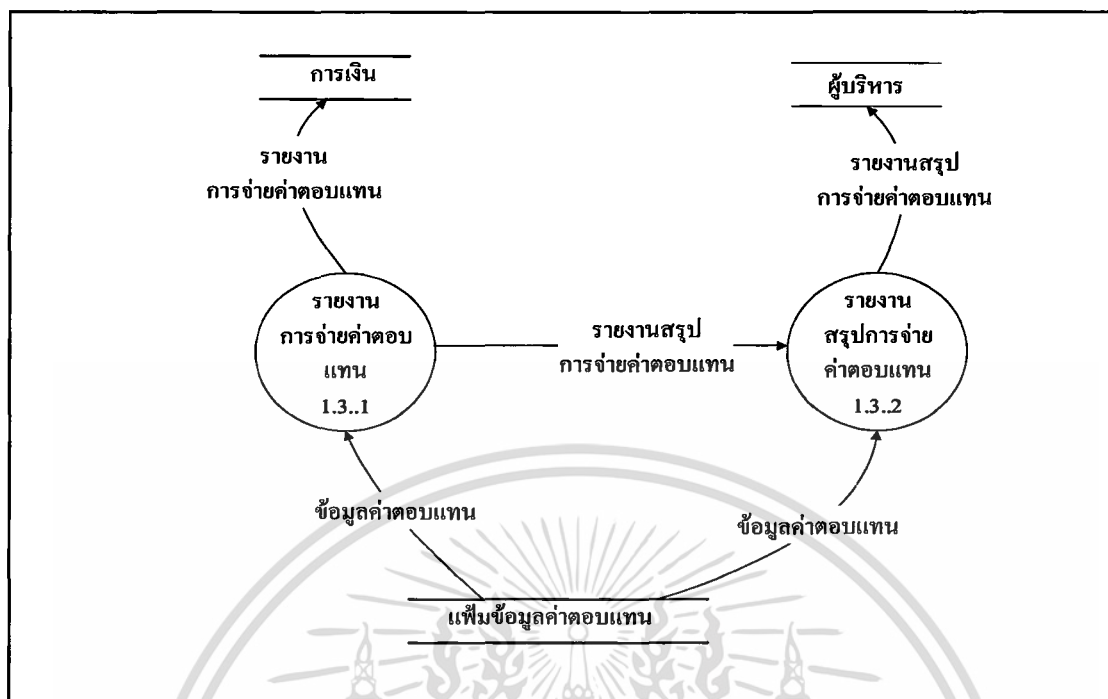 การเงิน
ผู้บริหาร
รายงาน
การจ่ายค่าตอบแทน
รายงานสรุป
การจ่ายค่าตอบแทน
รายงาน
การจ่ายค่าตอบ
แทน
1.3..1
รายงานสรุป
การจ่ายค่าตอบแทน
รายงาน
สรุปการจ่าย
ค่าตอบแทน
1.3..2
ข้อมูลค่าตอบแทน
ข้อมูลค่าตอบแทน
แฟ้มข้อมูลค่าตอบแทน